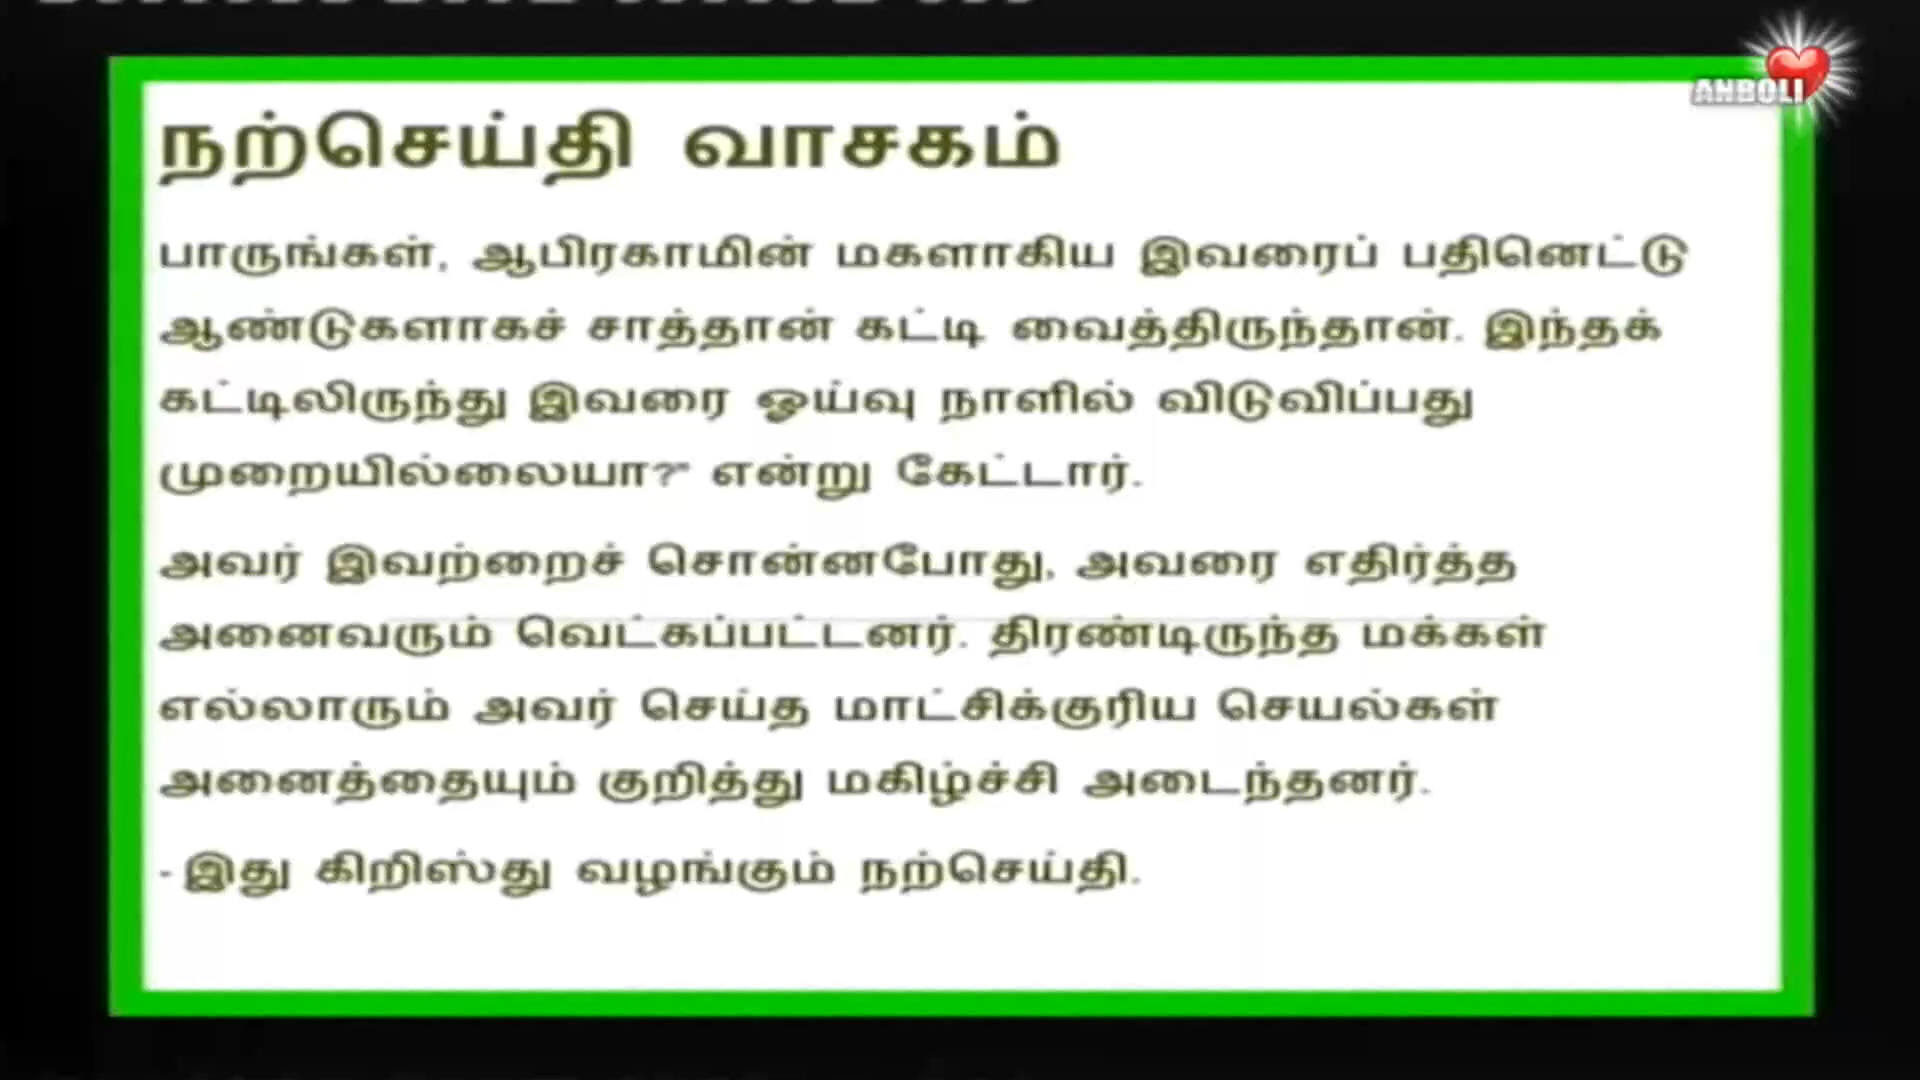 ANBOLI
நற்செய்தி வாசகம்
பாருங்கள், ஆபிரகாமின் மகளாகிய இவரைப் பதினெட்டு
ஆண்டுகளாகச் சாத்தான் கட்டி வைத்திருந்தான். இந்தக்
கட்டிலிருந்து இவரை ஓய்வு நாளில் விடுவிப்பது
முறையில்லையா?" என்று கேட்டார்.
அவர் இவற்றைச் சொன்னபோது, அவரை எதிர்த்த
அனைவரும் வெட்கப்பட்டனர். திரண்டிருந்த மக்கள்
எல்லாரும் அவர் செய்த மாட்சிக்குரிய செயல்கள்
அனைத்தையும் குறித்து மகிழ்ச்சி அடைந்தனர்.
- இது கிறிஸ்து வழங்கும் நற்செய்தி.